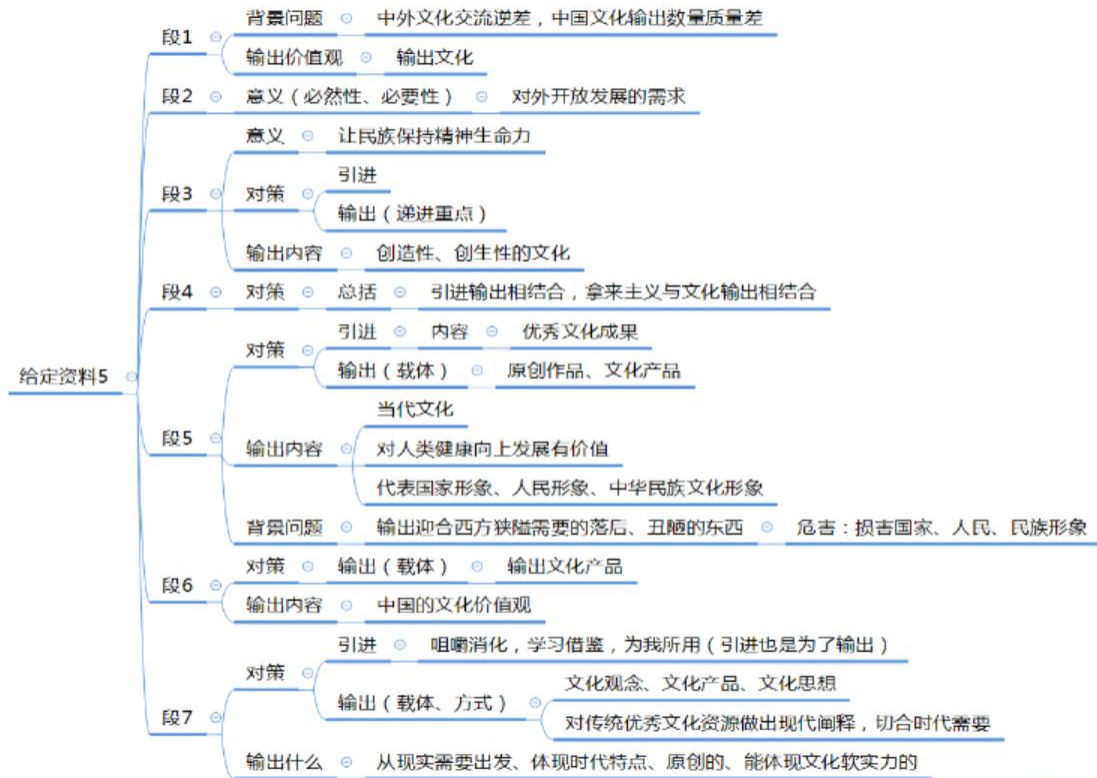 给定资料5
段1
背景问题
中外文化交流逆差，中国文化输出数量质量差
输出价值观
输出文化
段2
意义（必然性、必要性）
对外开放发展的需求
段3
意义
让民族保持精神生命力
对策
引进
输出（递进重点）
输出内容
创造性、创生性的文化
段4
对策
总括
引进输出相结合，拿来主义与文化输出相结合
段5
对策
引进
内容
优秀文化成果
输出（载体）
原创作品、文化产品
输出内容
当代文化
对人类健康向上发展有价值
代表国家形象、人民形象、中华民族文化形象
背景问题
输出迎合西方狭隘需要的落后、丑陋的东西
危害：损害国家、人民、民族形象
段6
对策
输出（载体）
输出文化产品
输出内容
中国的文化价值观
段7
对策
引进
咀嚼消化，学习借鉴，为我所用（引进也是为了输出）
输出（载体、方式）
文化观念、文化产品、文化思想
对传统优秀文化资源做出现代阐释，切合时代需要
输出什么
从现实需要出发、体现时代特点、原创的、能体现文化软实力的